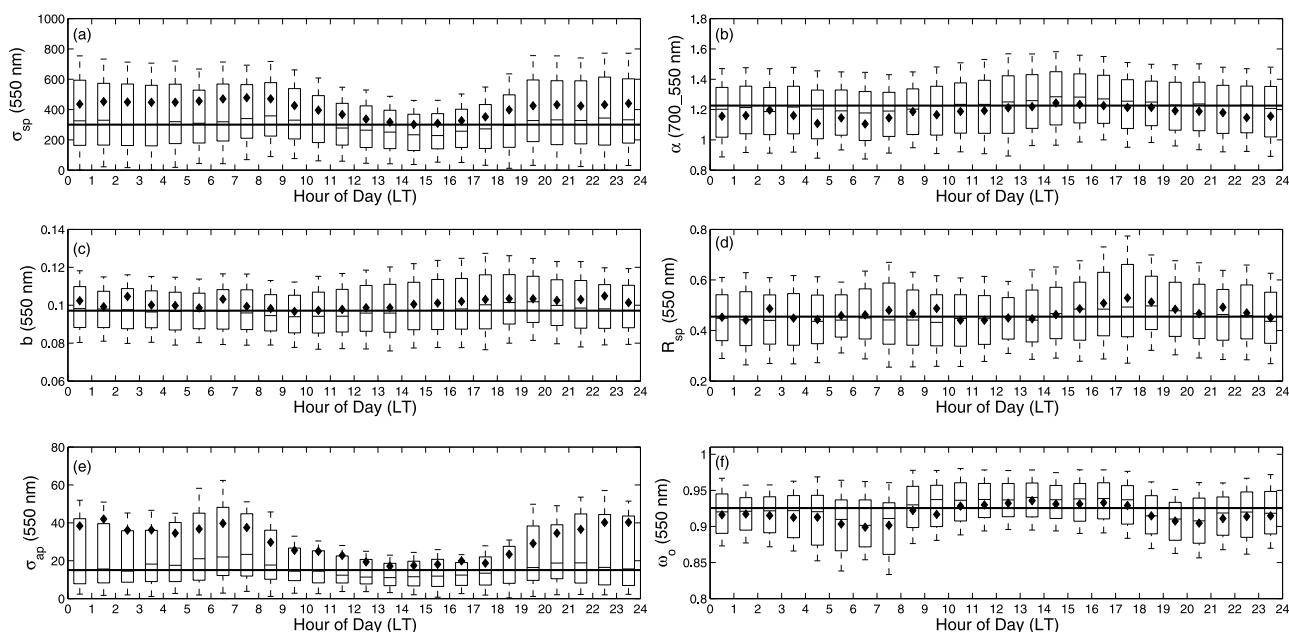 (a)
1000
800
600
400
200
0
σsp (550 nm)
0 1 2 3 4 5 6 7 8 9 10 11 12 13 14 15 16 17 18 19 20 21 22 23 24
Hour of Day (LT)
(b)
1.8
1.6
1.4
1.2
1
0.8
α (700_550 nm)
0 1 2 3 4 5 6 7 8 9 10 11 12 13 14 15 16 17 18 19 20 21 22 23 24
Hour of Day (LT)
(c)
0.14
0.12
0.1
0.08
0.06
b (550 nm)
0 1 2 3 4 5 6 7 8 9 10 11 12 13 14 15 16 17 18 19 20 21 22 23 24
Hour of Day (LT)
(d)
0.8
0.6
0.4
0.2
Rsp (550 nm)
0 1 2 3 4 5 6 7 8 9 10 11 12 13 14 15 16 17 18 19 20 21 22 23 24
Hour of Day (LT)
(e)
80
60
40
20
0
σap (550 nm)
0 1 2 3 4 5 6 7 8 9 10 11 12 13 14 15 16 17 18 19 20 21 22 23 24
Hour of Day (LT)
(f)
1
0.95
0.9
0.85
0.8
ωo (550 nm)
0 1 2 3 4 5 6 7 8 9 10 11 12 13 14 15 16 17 18 19 20 21 22 23 24
Hour of Day (LT)